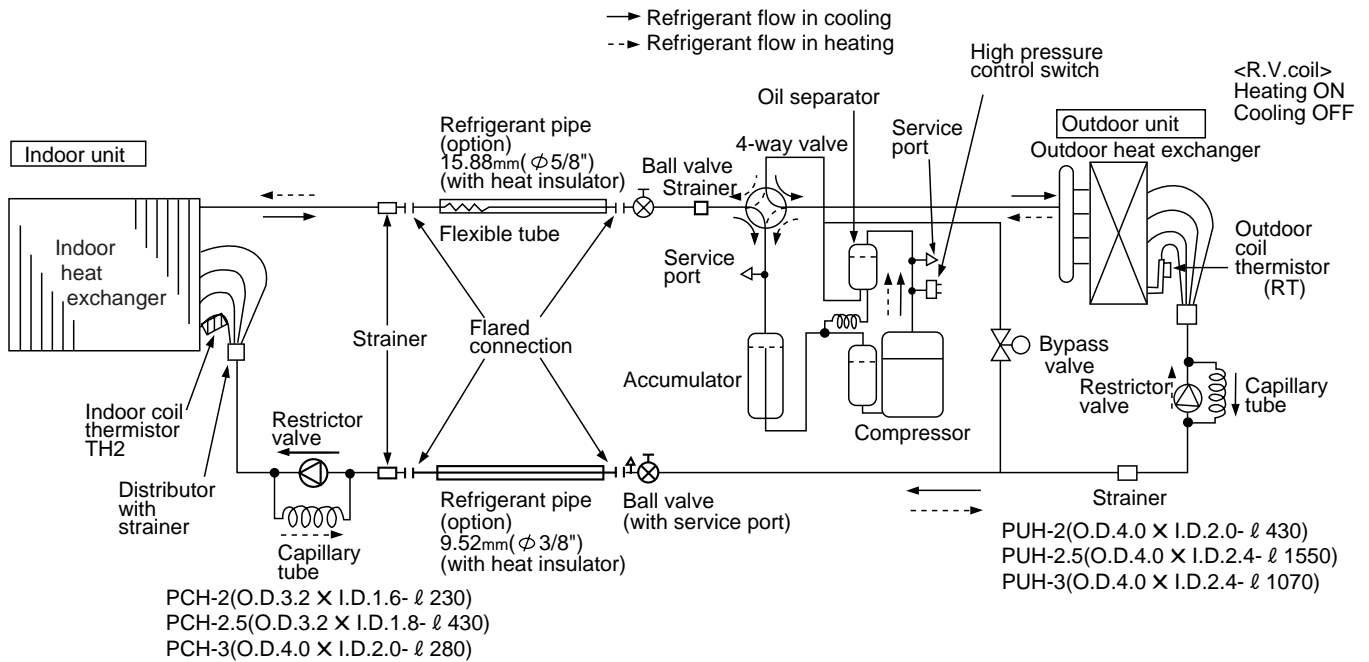 Refrigerant flow in cooling
Refrigerant flow in heating
High pressure
control switch
<R.V.coil>
Heating ON
Cooling OFF
Oil separator
Service
port
4-way valve
Refrigerant pipe
(option)
15.88mm(ϕ5/8")
(with heat insulator)
Ball valve
Strainer
Outdoor unit
Outdoor heat exchanger
Indoor unit
Flexible tube
Indoor
heat
exchanger
Service
port
Outdoor
coil
thermistor
(RT)
Strainer
Flared
connection
Accumulator
Compressor
Bypass
valve
Restrictor
valve
Capillary
tube
Indoor coil
thermistor
TH2
Restrictor
valve
Distributor
with
strainer
Capillary
tube
Refrigerant pipe
(option)
9.52mm(ϕ3/8")
(with heat insulator)
Ball valve
(with service port)
Strainer
PUH-2(O.D.4.0 X I.D.2.0- ℓ 430)
PUH-2.5(O.D.4.0 X I.D.2.4- ℓ 1550)
PUH-3(O.D.4.0 X I.D.2.4- ℓ 1070)
PCH-2(O.D.3.2 X I.D.1.6- ℓ 230)
PCH-2.5(O.D.3.2 X I.D.1.8- ℓ 430)
PCH-3(O.D.4.0 X I.D.2.0- ℓ 280)